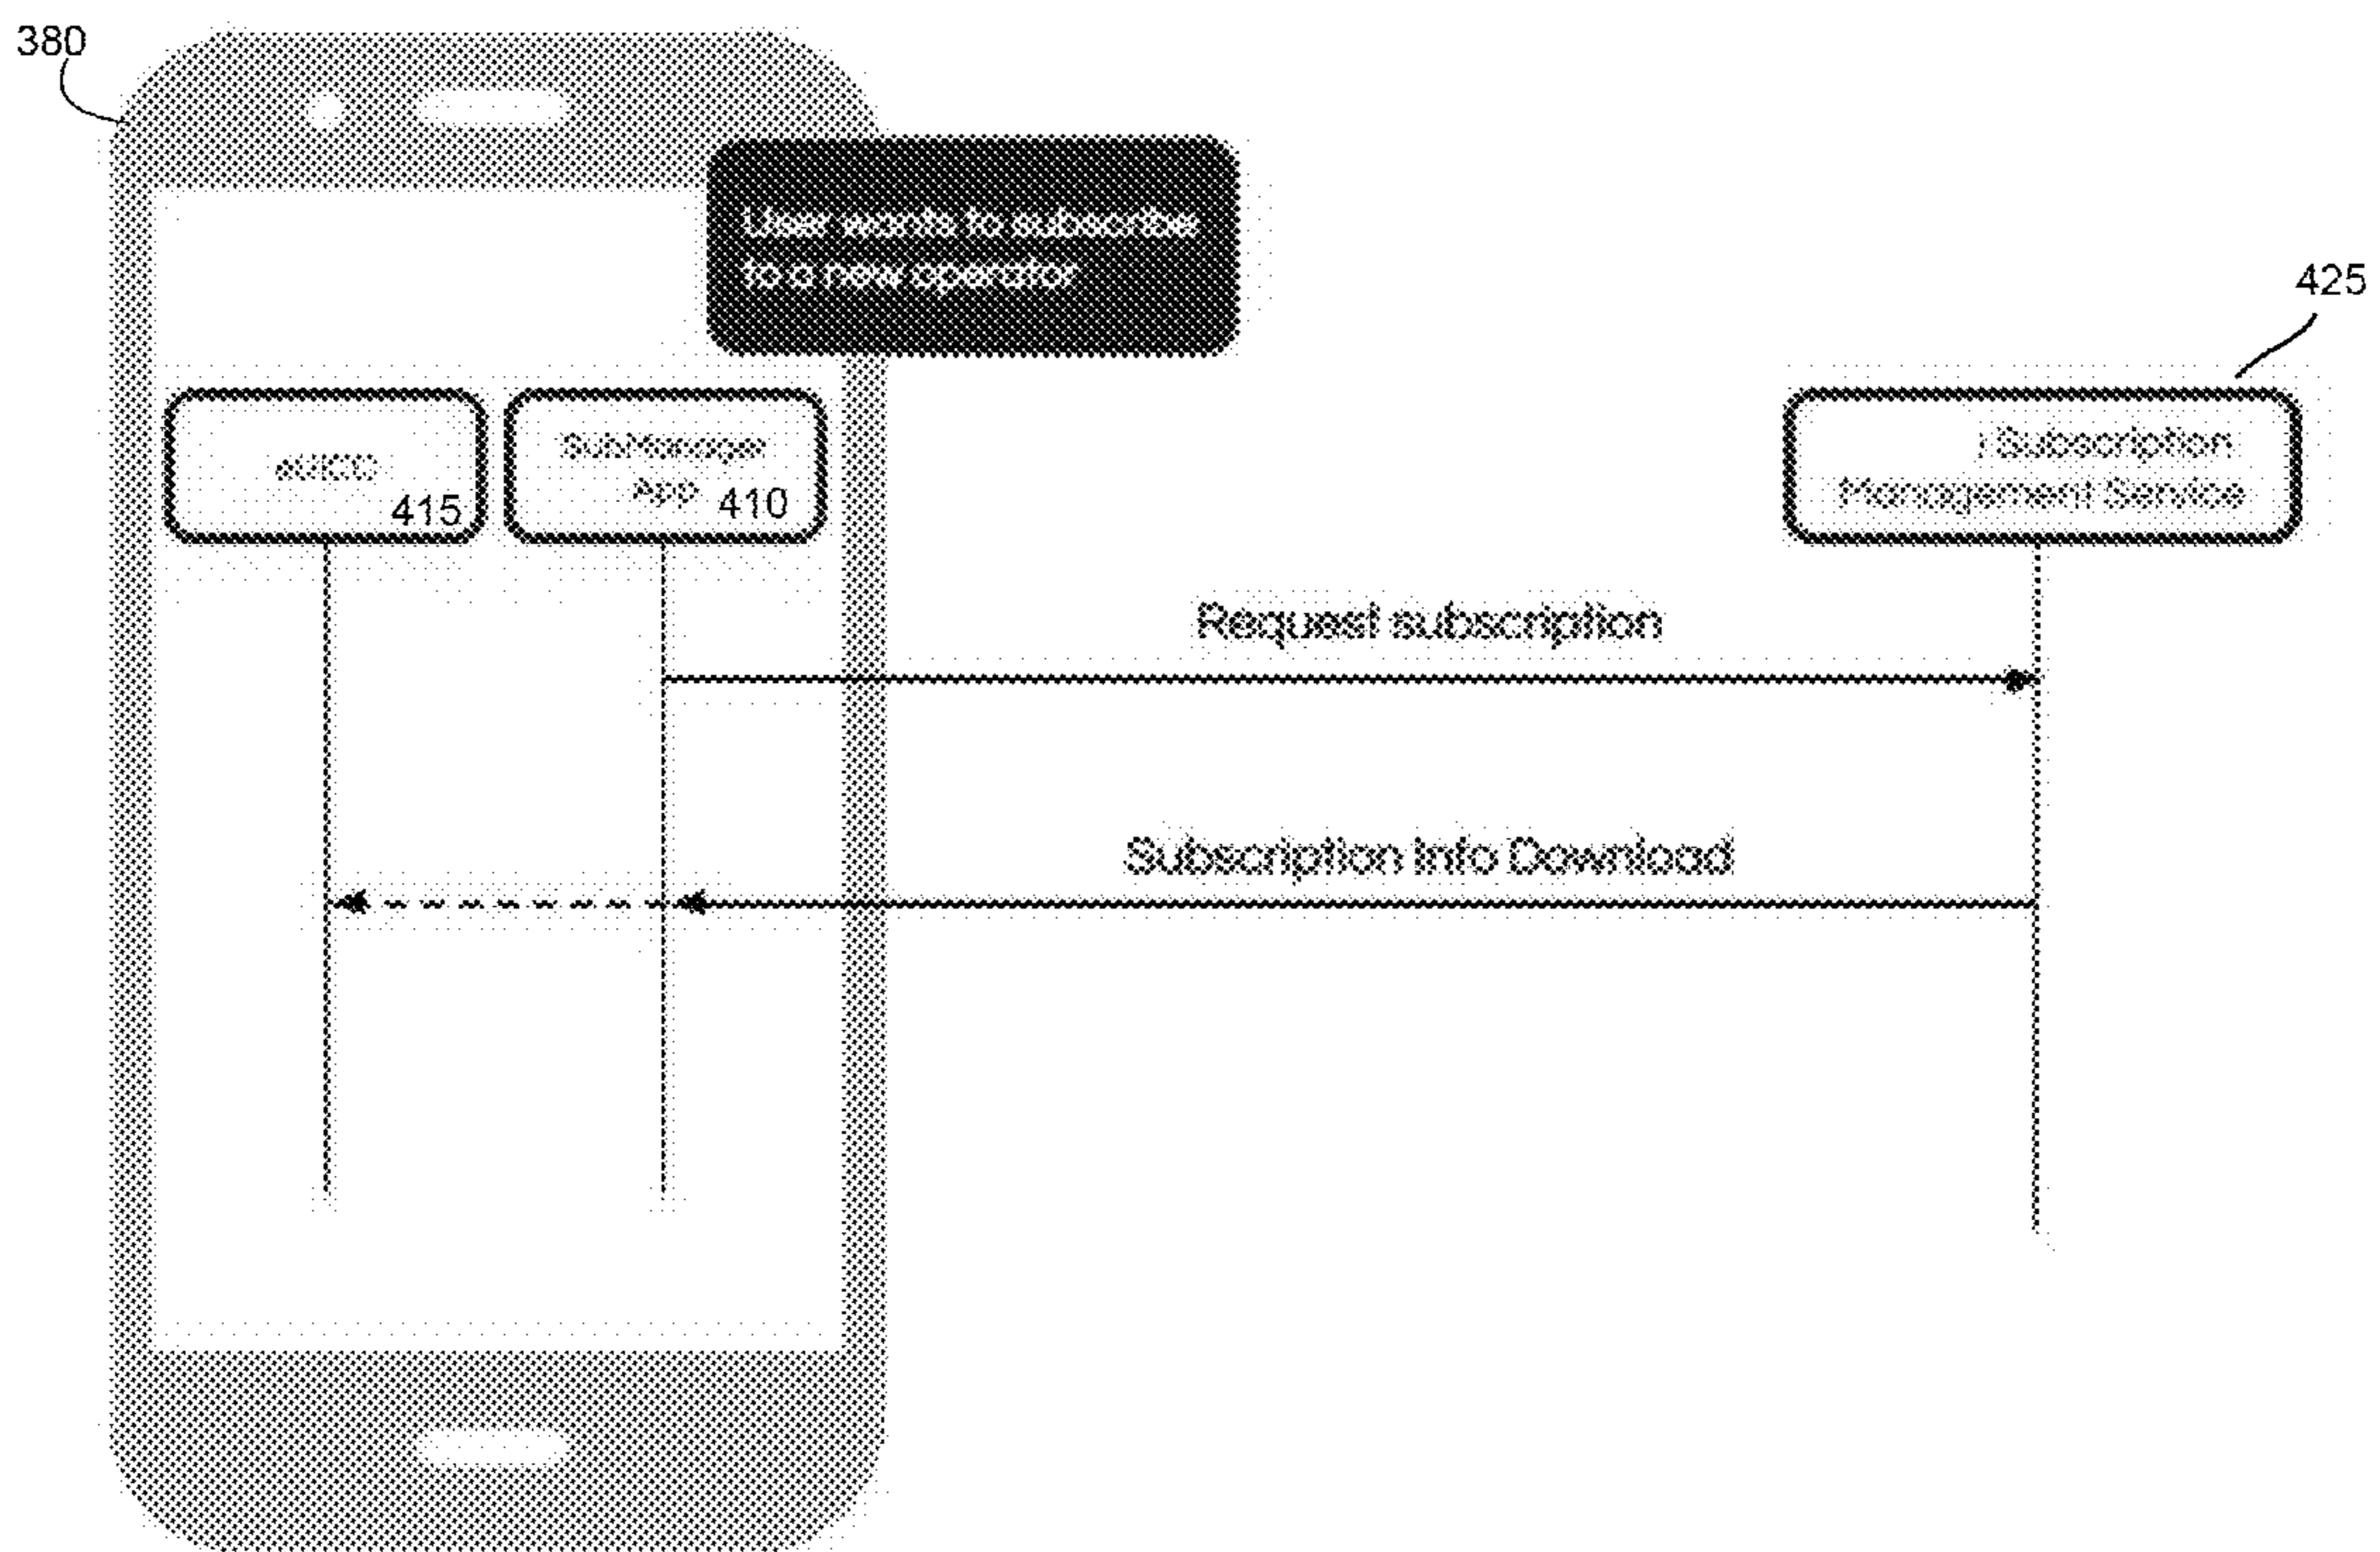 380
User wants to subscribe
to a new operator
425
eUICC
415
SubManager
App 410
Subscription
Management Service
Request subscription
Subscription Info Download